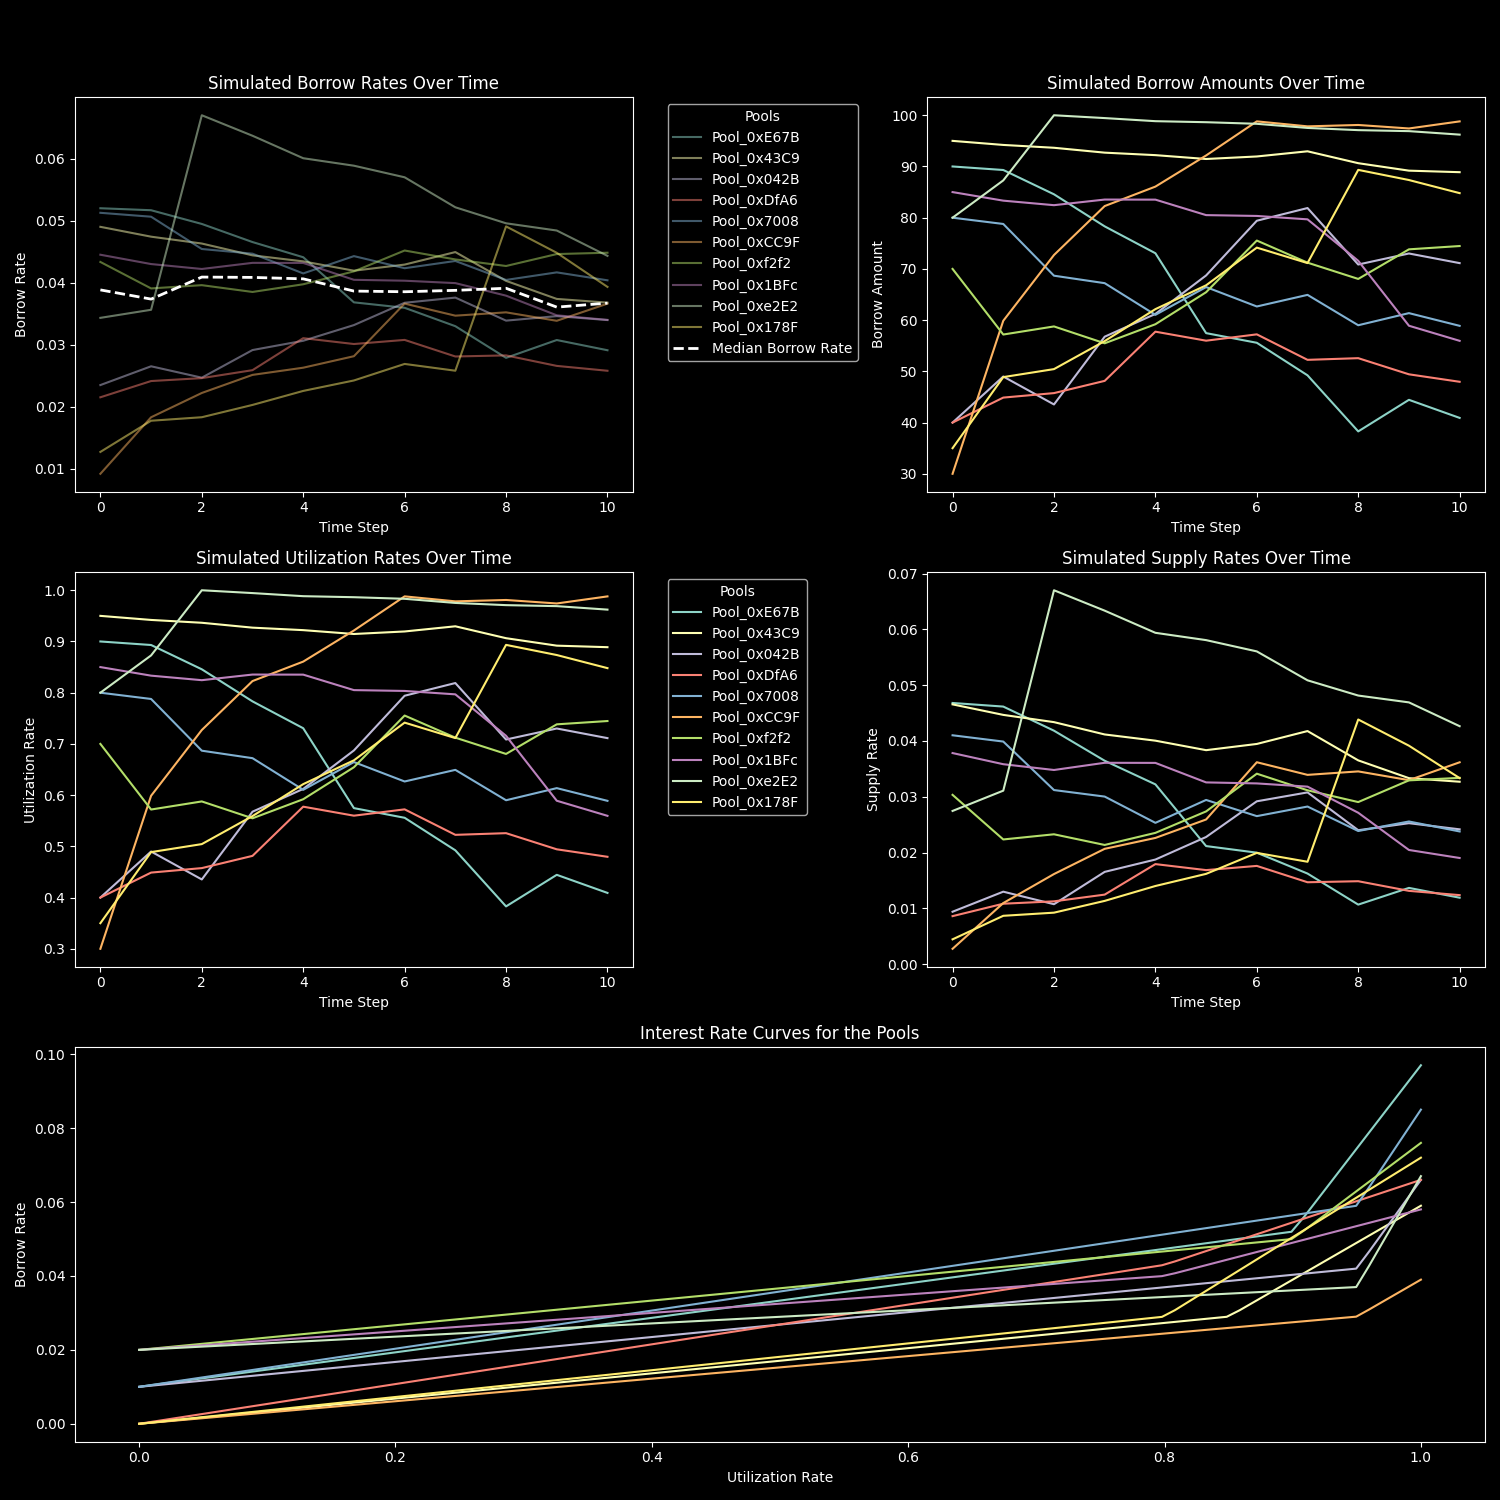 Simulated Borrow Rates Over Time
Borrow Rate
0.06
0.05
0.04
0.03
0.02
0.01
0 2 4 6 8 10
Time Step
Pools
Pool_0xE67B
Pool_0x43C9
Pool_0x042B
Pool_0xDfA6
Pool_0x7008
Pool_0xCC9F
Pool_0xf2f2
Pool_0x1BFc
Pool_0xe2E2
Pool_0x178F
Median Borrow Rate
Simulated Borrow Amounts Over Time
Borrow Amount
100
90
80
70
60
50
40
30
0 2 4 6 8 10
Time Step
Simulated Utilization Rates Over Time
Utilization Rate
1.0
0.9
0.8
0.7
0.6
0.5
0.4
0.3
0 2 4 6 8 10
Time Step
Pools
Pool_0xE67B
Pool_0x43C9
Pool_0x042B
Pool_0xDfA6
Pool_0x7008
Pool_0xCC9F
Pool_0xf2f2
Pool_0x1BFc
Pool_0xe2E2
Pool_0x178F
Simulated Supply Rates Over Time
Supply Rate
0.07
0.06
0.05
0.04
0.03
0.02
0.01
0.00
0 2 4 6 8 10
Time Step
Interest Rate Curves for the Pools
Borrow Rate
0.10
0.08
0.06
0.04
0.02
0.00
0.0 0.2 0.4 0.6 0.8 1.0
Utilization Rate